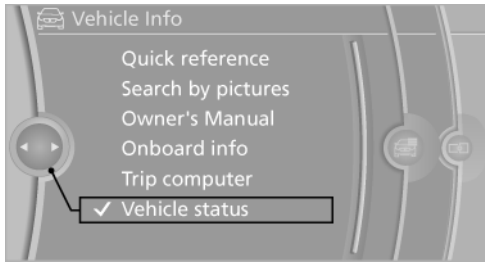 Vehicle Info
Quick reference
Search by pictures
Owner's Manual
Onboard info
Trip computer
✓ Vehicle status